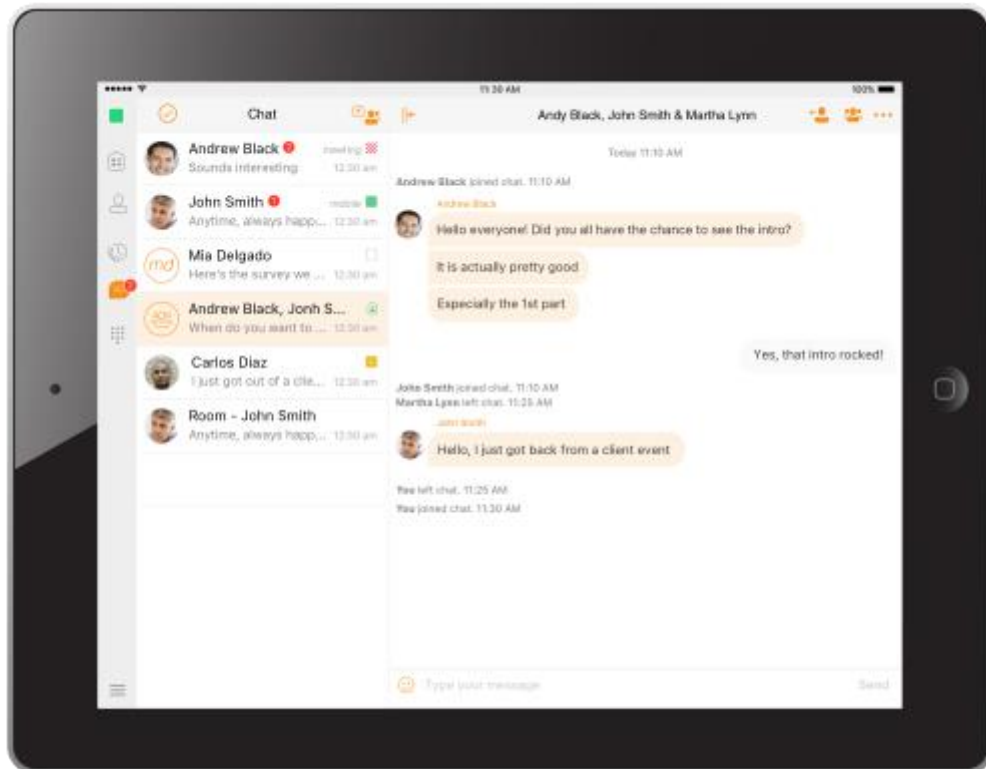 11:30 AM
100%
Chat
Andrew Black 2
meeting
Sounds interesting
12:30 am
John Smith 1
mobile
Anytime, always happ...
12:30 am
md
Mia Delgado
Here's the survey we ...
12:30 am
Andrew Black, Jonh S...
When do you want to ...
12:30 am
Carlos Diaz
I just got out of a clie...
12:30 am
Room - John Smith
Anytime, always happ...
12:30 am
Andy Black, John Smith & Martha Lynn
Today 11:10 AM
Andrew Black joined chat, 11:10 AM
Andrew Black
Hello everyone! Did you all have the chance to see the intro?
It is actually pretty good
Especially the 1st part
Yes, that intro rocked!
John Smith joined chat, 11:10 AM
Martha Lynn left chat, 11:25 AM
John Smith
Hello, I just got back from a client event
You left chat, 11:25 AM
You joined chat, 11:30 AM
Type your message
Send